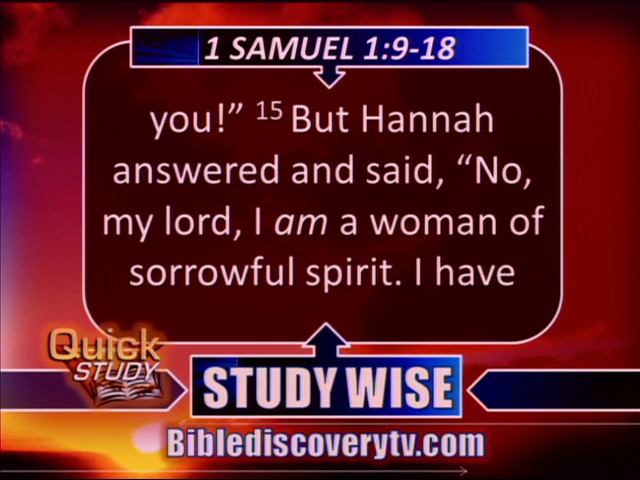 1 SAMUEL 1:9-18
you!” 15 But Hannah
answered and said, “No,
my lord, I am a woman of
sorrowful spirit. I have
Quick
STUDY
STUDY WISE
Biblediscoverytv.com